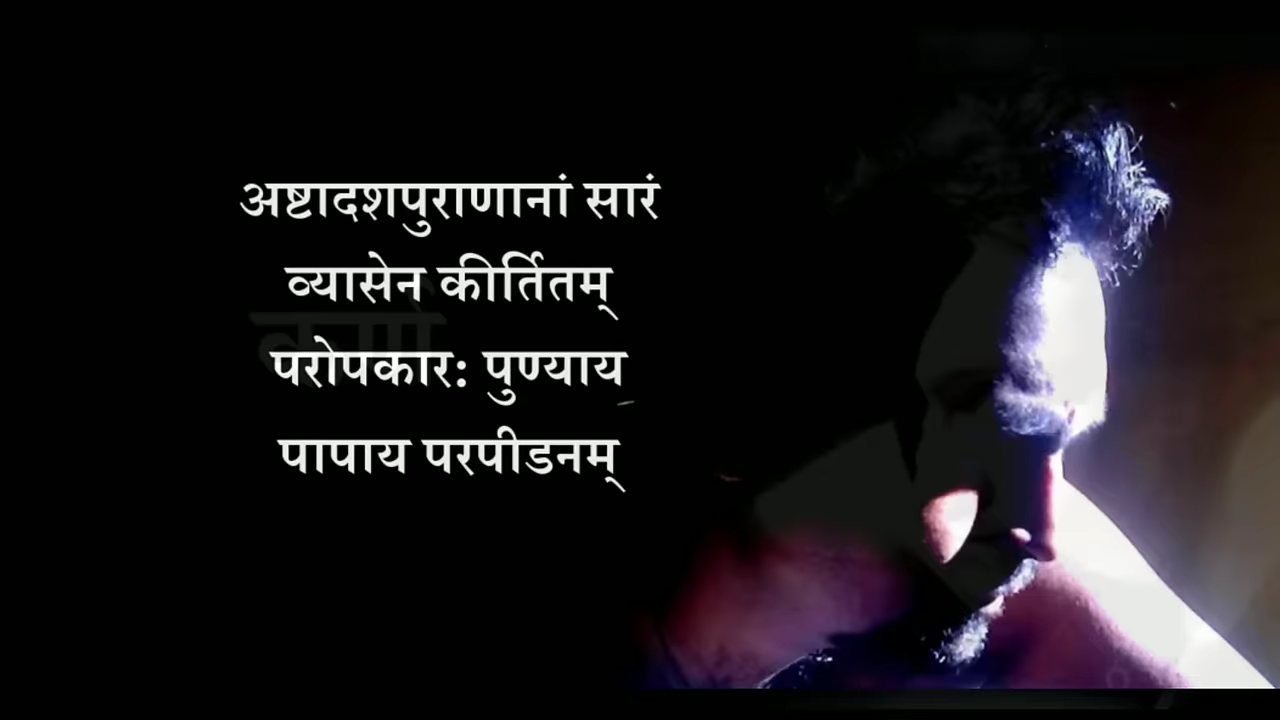 अष्टादशपुराणानां सारं
व्यासेन कीर्तितम्
परोपकार: पुण्याय
पापाय परपीडनम्